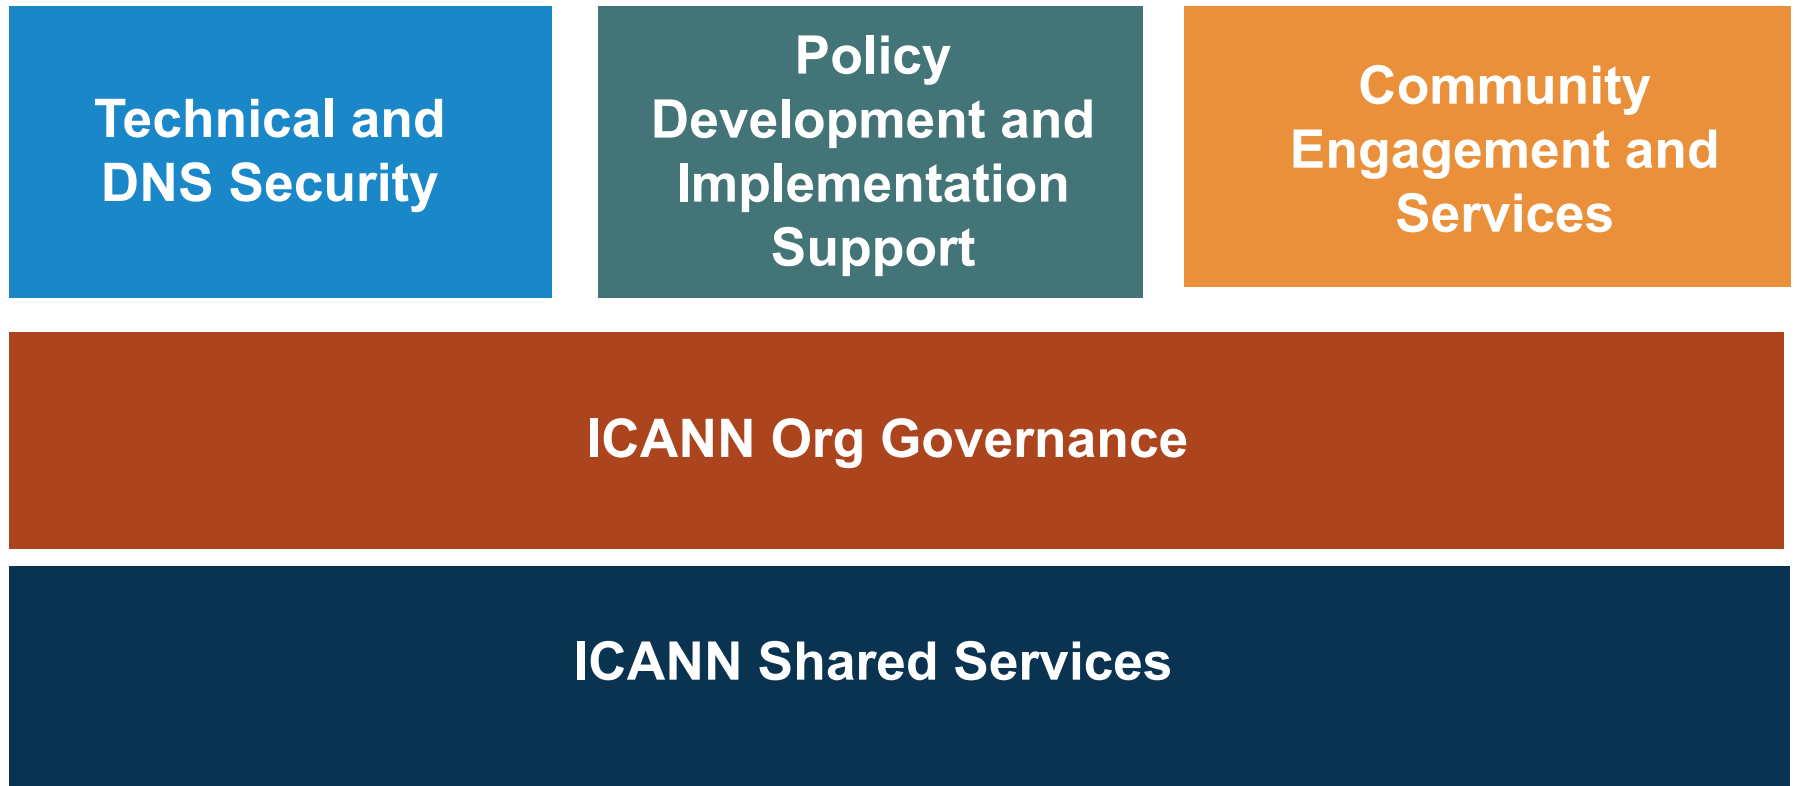 Technical and
DNS Security
Policy
Development and
Implementation
Support
Community
Engagement and
Services
ICANN Org Governance
ICANN Shared Services